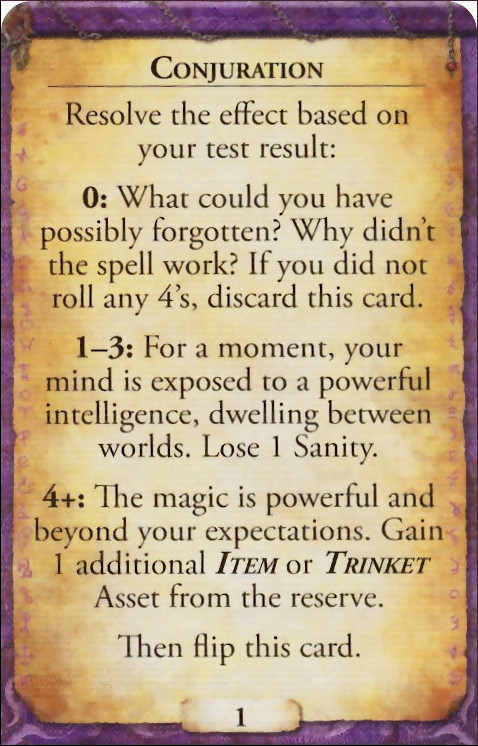 CONJURATION
Resolve the effect based on
your test result:
0: What could you have
possibly forgotten? Why didn't
the spell work? If you did not
roll any 4's, discard this card.
1–3: For a moment, your
mind is exposed to a powerful
intelligence, dwelling between
worlds. Lose 1 Sanity.
4+: The magic is powerful and
beyond your expectations. Gain
1 additional ITEM or TRINKET
Asset from the reserve.
Then flip this card.
1